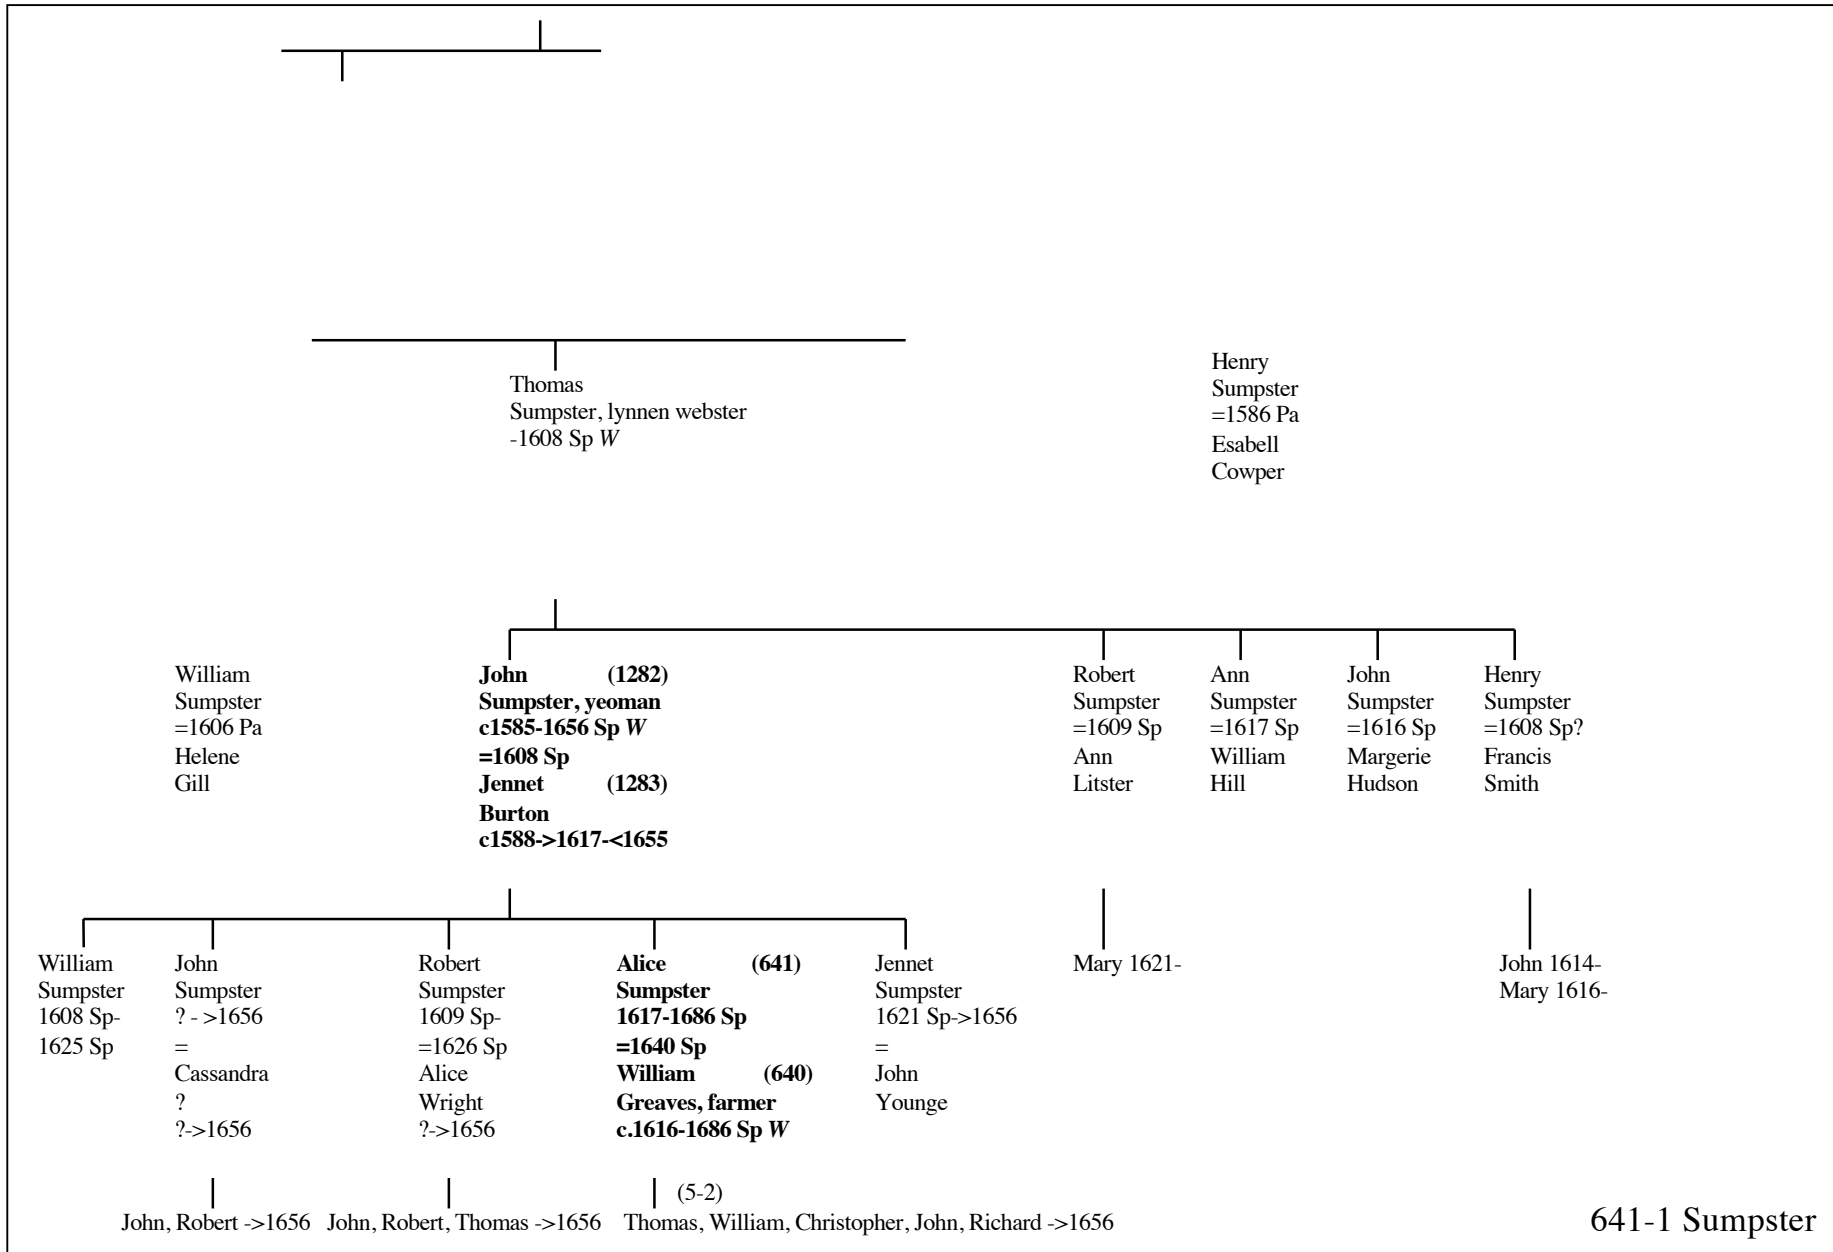 Thomas
Sumpster, lynnen webster
-1608 Sp W
Henry
Sumpster
=1586 Pa
Esabell
Cowper
William
Sumpster
=1606 Pa
Helene
Gill
John (1282)
Sumpster, yeoman
c1585-1656 Sp W
=1608 Sp
Jennet (1283)
Burton
c1588->1617-<1655
Robert
Sumpster
=1609 Sp
Ann
Litster
Ann
Sumpster
=1617 Sp
William
Hill
John
Sumpster
=1616 Sp
Margerie
Hudson
Henry
Sumpster
=1608 Sp?
Francis
Smith
William
Sumpster
1608 Sp-
1625 Sp
John
Sumpster
? - >1656
=
Cassandra
?
?->1656
Robert
Sumpster
1609 Sp-
=1626 Sp
Alice
Wright
?->1656
Alice (641)
Sumpster
1617-1686 Sp
=1640 Sp
William (640)
Greaves, farmer
c.1616-1686 Sp W
Jennet
Sumpster
1621 Sp->1656
=
John
Younge
Mary 1621-
John 1614-
Mary 1616-
(5-2)
John, Robert ->1656
John, Robert, Thomas ->1656
Thomas, William, Christopher, John, Richard ->1656
641-1 Sumpster